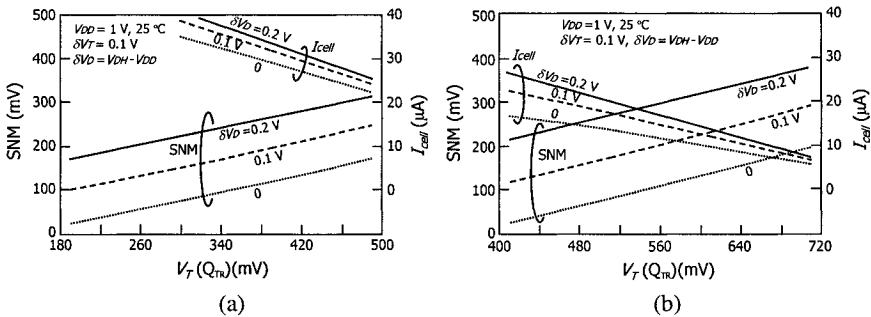 500
400
300
200
100
0
SNM (mV)
VDD = 1 V, 25 °C
δVT = 0.1 V
δVD = VDH - VDD
δVD = 0.2 V
0.1 V
0
Icell
δVD = 0.2 V
SNM
0.1 V
0
40
30
20
10
0
Icell (μA)
180 260 340 420 500
VT (QTR)(mV)
(a)
500
400
300
200
100
0
SNM (mV)
VDD = 1 V, 25 °C
δVT = 0.1 V, δVD = VDH - VDD
Icell
δVD = 0.2 V
0.1 V
0
δVD = 0.2 V
0.1 V
SNM
0
40
30
20
10
0
Icell (μA)
400 480 560 640 720
VT (QTR)(mV)
(b)